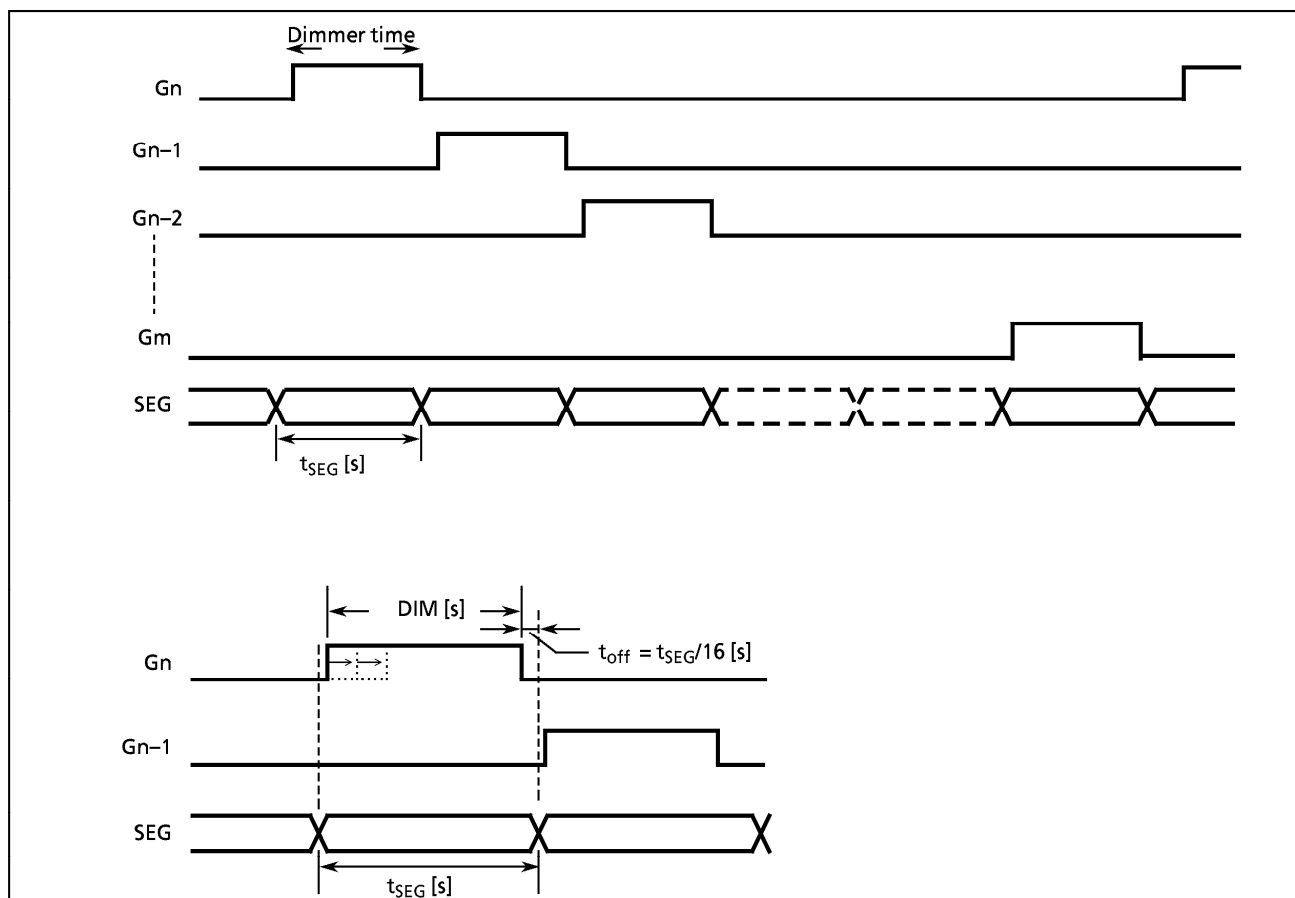 Dimmer time
Gn
Gn–1
Gn–2
Gm
SEG
tSEG [s]
DIM [s]
toff = tSEG/16 [s]
Gn
Gn–1
SEG
tSEG [s]